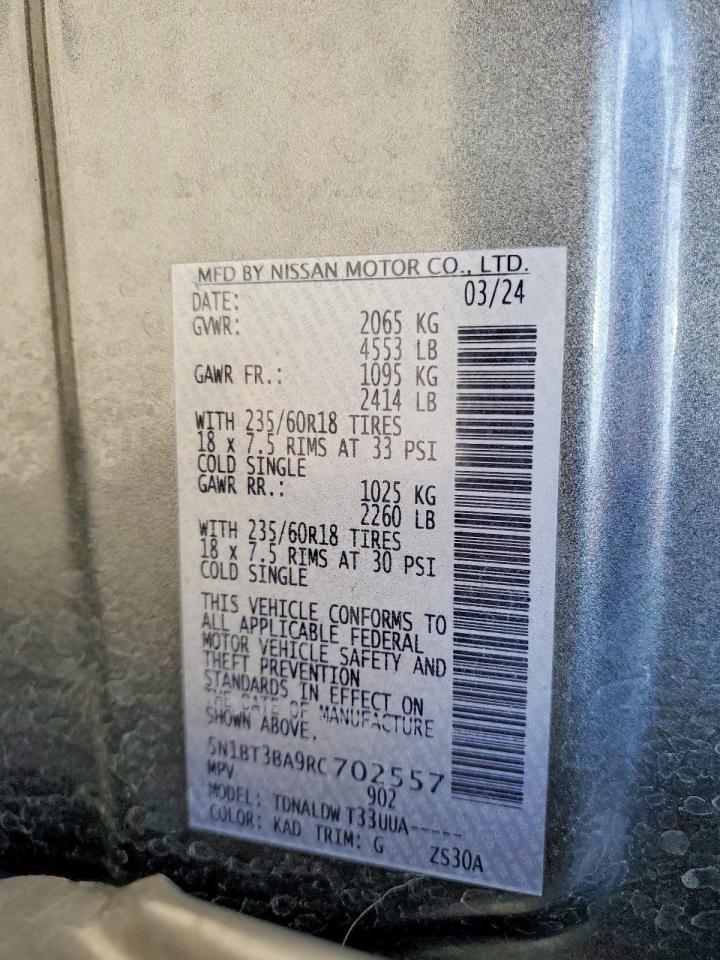 MFD BY NISSAN MOTOR CO., LTD.
DATE: 03/24
GVWR: 2065 KG
4553 LB
GAWR FR.: 1095 KG
2414 LB
WITH 235/60R18 TIRES
18 x 7.5 RIMS AT 33 PSI
COLD SINGLE
GAWR RR.: 1025 KG
2260 LB
WITH 235/60R18 TIRES
18 x 7.5 RIMS AT 30 PSI
COLD SINGLE
THIS VEHICLE CONFORMS TO
ALL APPLICABLE FEDERAL
MOTOR VEHICLE SAFETY AND
THEFT PREVENTION
STANDARDS IN EFFECT ON
THE DATE OF MANUFACTURE
SHOWN ABOVE.
5N1BT3BA9RC702557
MPV 902
MODEL: TDNALDW T33UUA-----
COLOR: KAD TRIM: G ZS30A